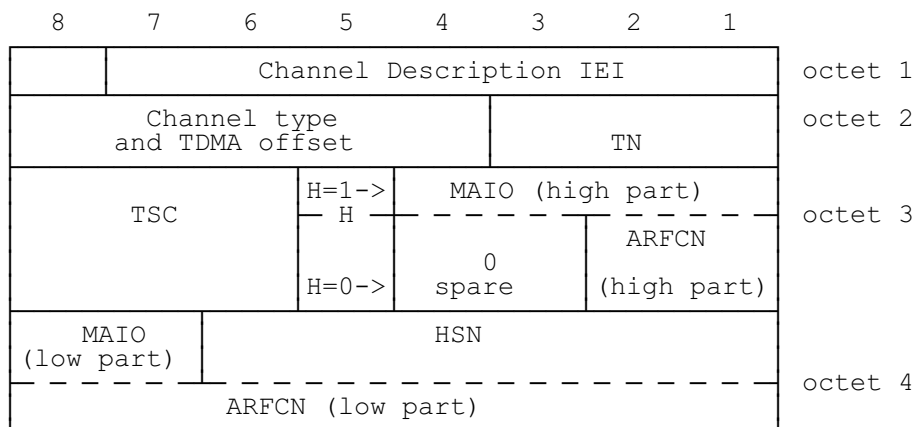 8 7 6 5 4 3 2 1
Channel Description IEI octet 1
Channel type octet 2
and TDMA offset TN
H=1-> MAIO (high part)
TSC H octet 3
ARFCN
0
H=0-> spare (high part)
MAIO HSN
(low part)
octet 4
ARFCN (low part)